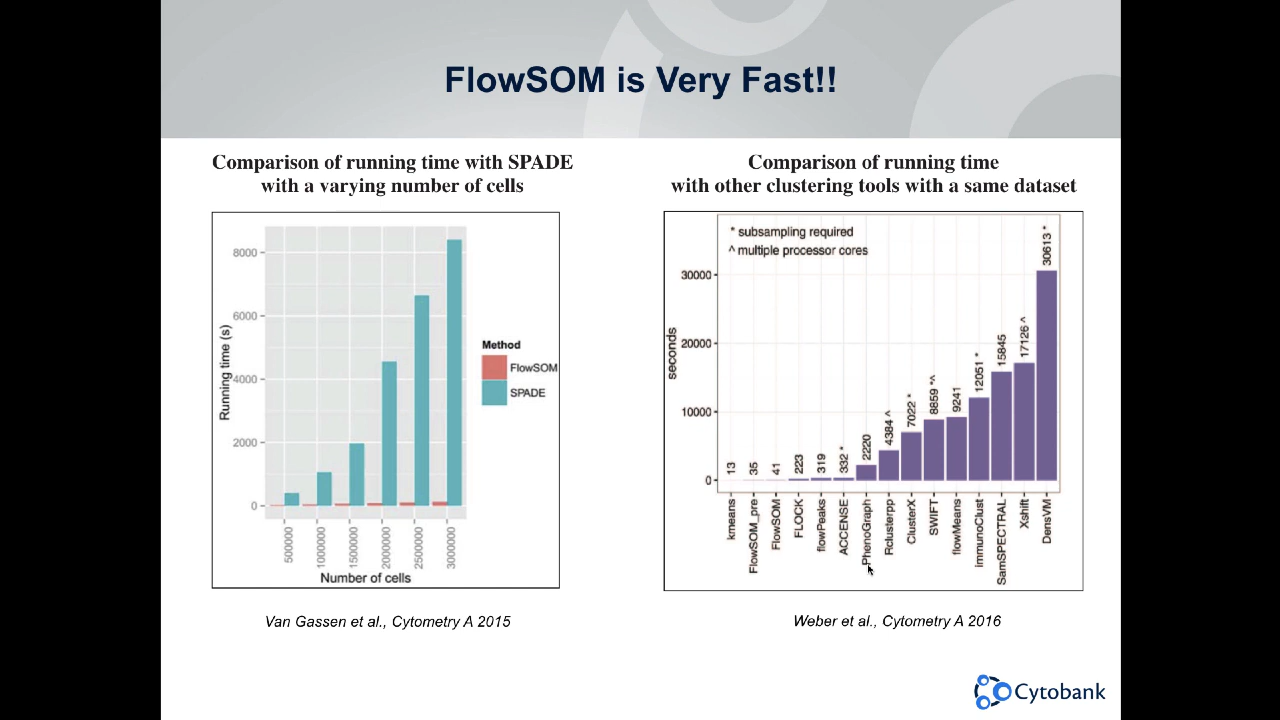 FlowSOM is Very Fast!!
Comparison of running time with SPADE
with a varying number of cells
8000
6000
4000
2000
0
Running time (s)
500000
1000000
1500000
2000000
2500000
3000000
Number of cells
Method
FlowSOM
SPADE
Van Gassen et al., Cytometry A 2015
Comparison of running time
with other clustering tools with a same dataset
* subsampling required
^ multiple processor cores
30000
20000
10000
0
seconds
13
35
41
223
319
332 *
2220
4384 ^
7022 *
8859 *^
9241
12051 *
15845
17126 ^
30613 *
kmeans
FlowSOM_pre
FlowSOM
FLOCK
flowPeaks
ACCENSE
PhenoGraph
Rclusterpp
ClusterX
SWIFT
flowMeans
immunoClust
SamSPECTRAL
Xshift
DensVM
Weber et al., Cytometry A 2016
Cytobank